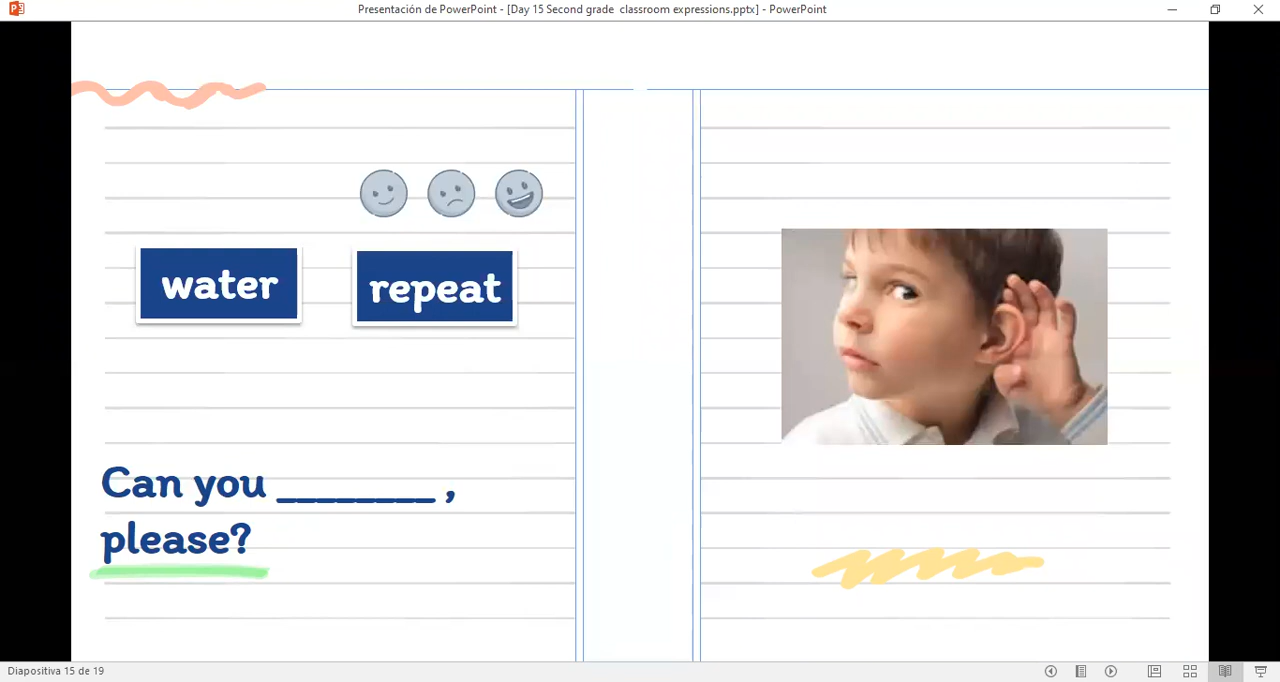 Presentación de PowerPoint - [Day 15 Second grade  classroom expressions.pptx] - PowerPoint
water
repeat
Can you ________ ,
please?
Diapositiva 15 de 19